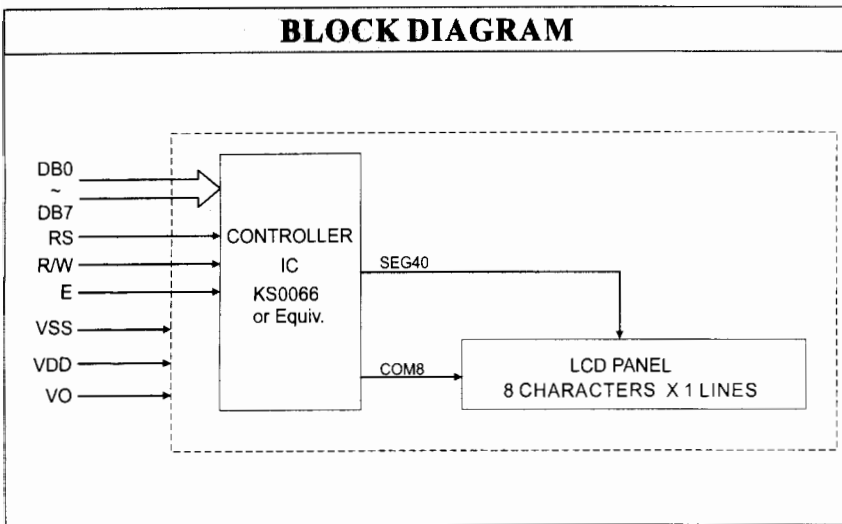 BLOCK DIAGRAM
DB0
~
DB7
RS
R/W
E
VSS
VDD
VO
CONTROLLER
IC
KS0066
or Equiv.
SEG40
COM8
LCD PANEL
8 CHARACTERS X 1 LINES